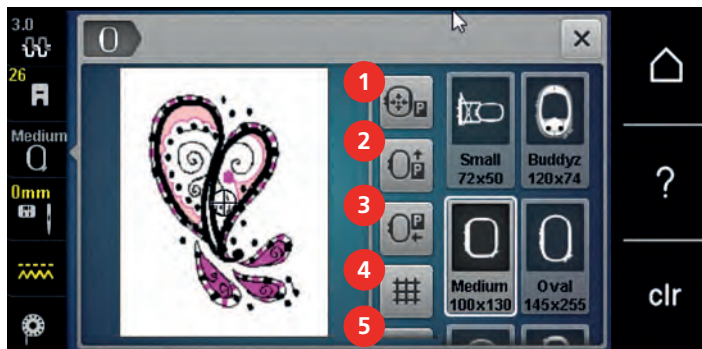 3.0
26
Medium
0mm
1
P
2
P
3
P
4
5
Small
72x50
Buddyz
120x74
Medium
100x130
Oval
145x255
?
clr